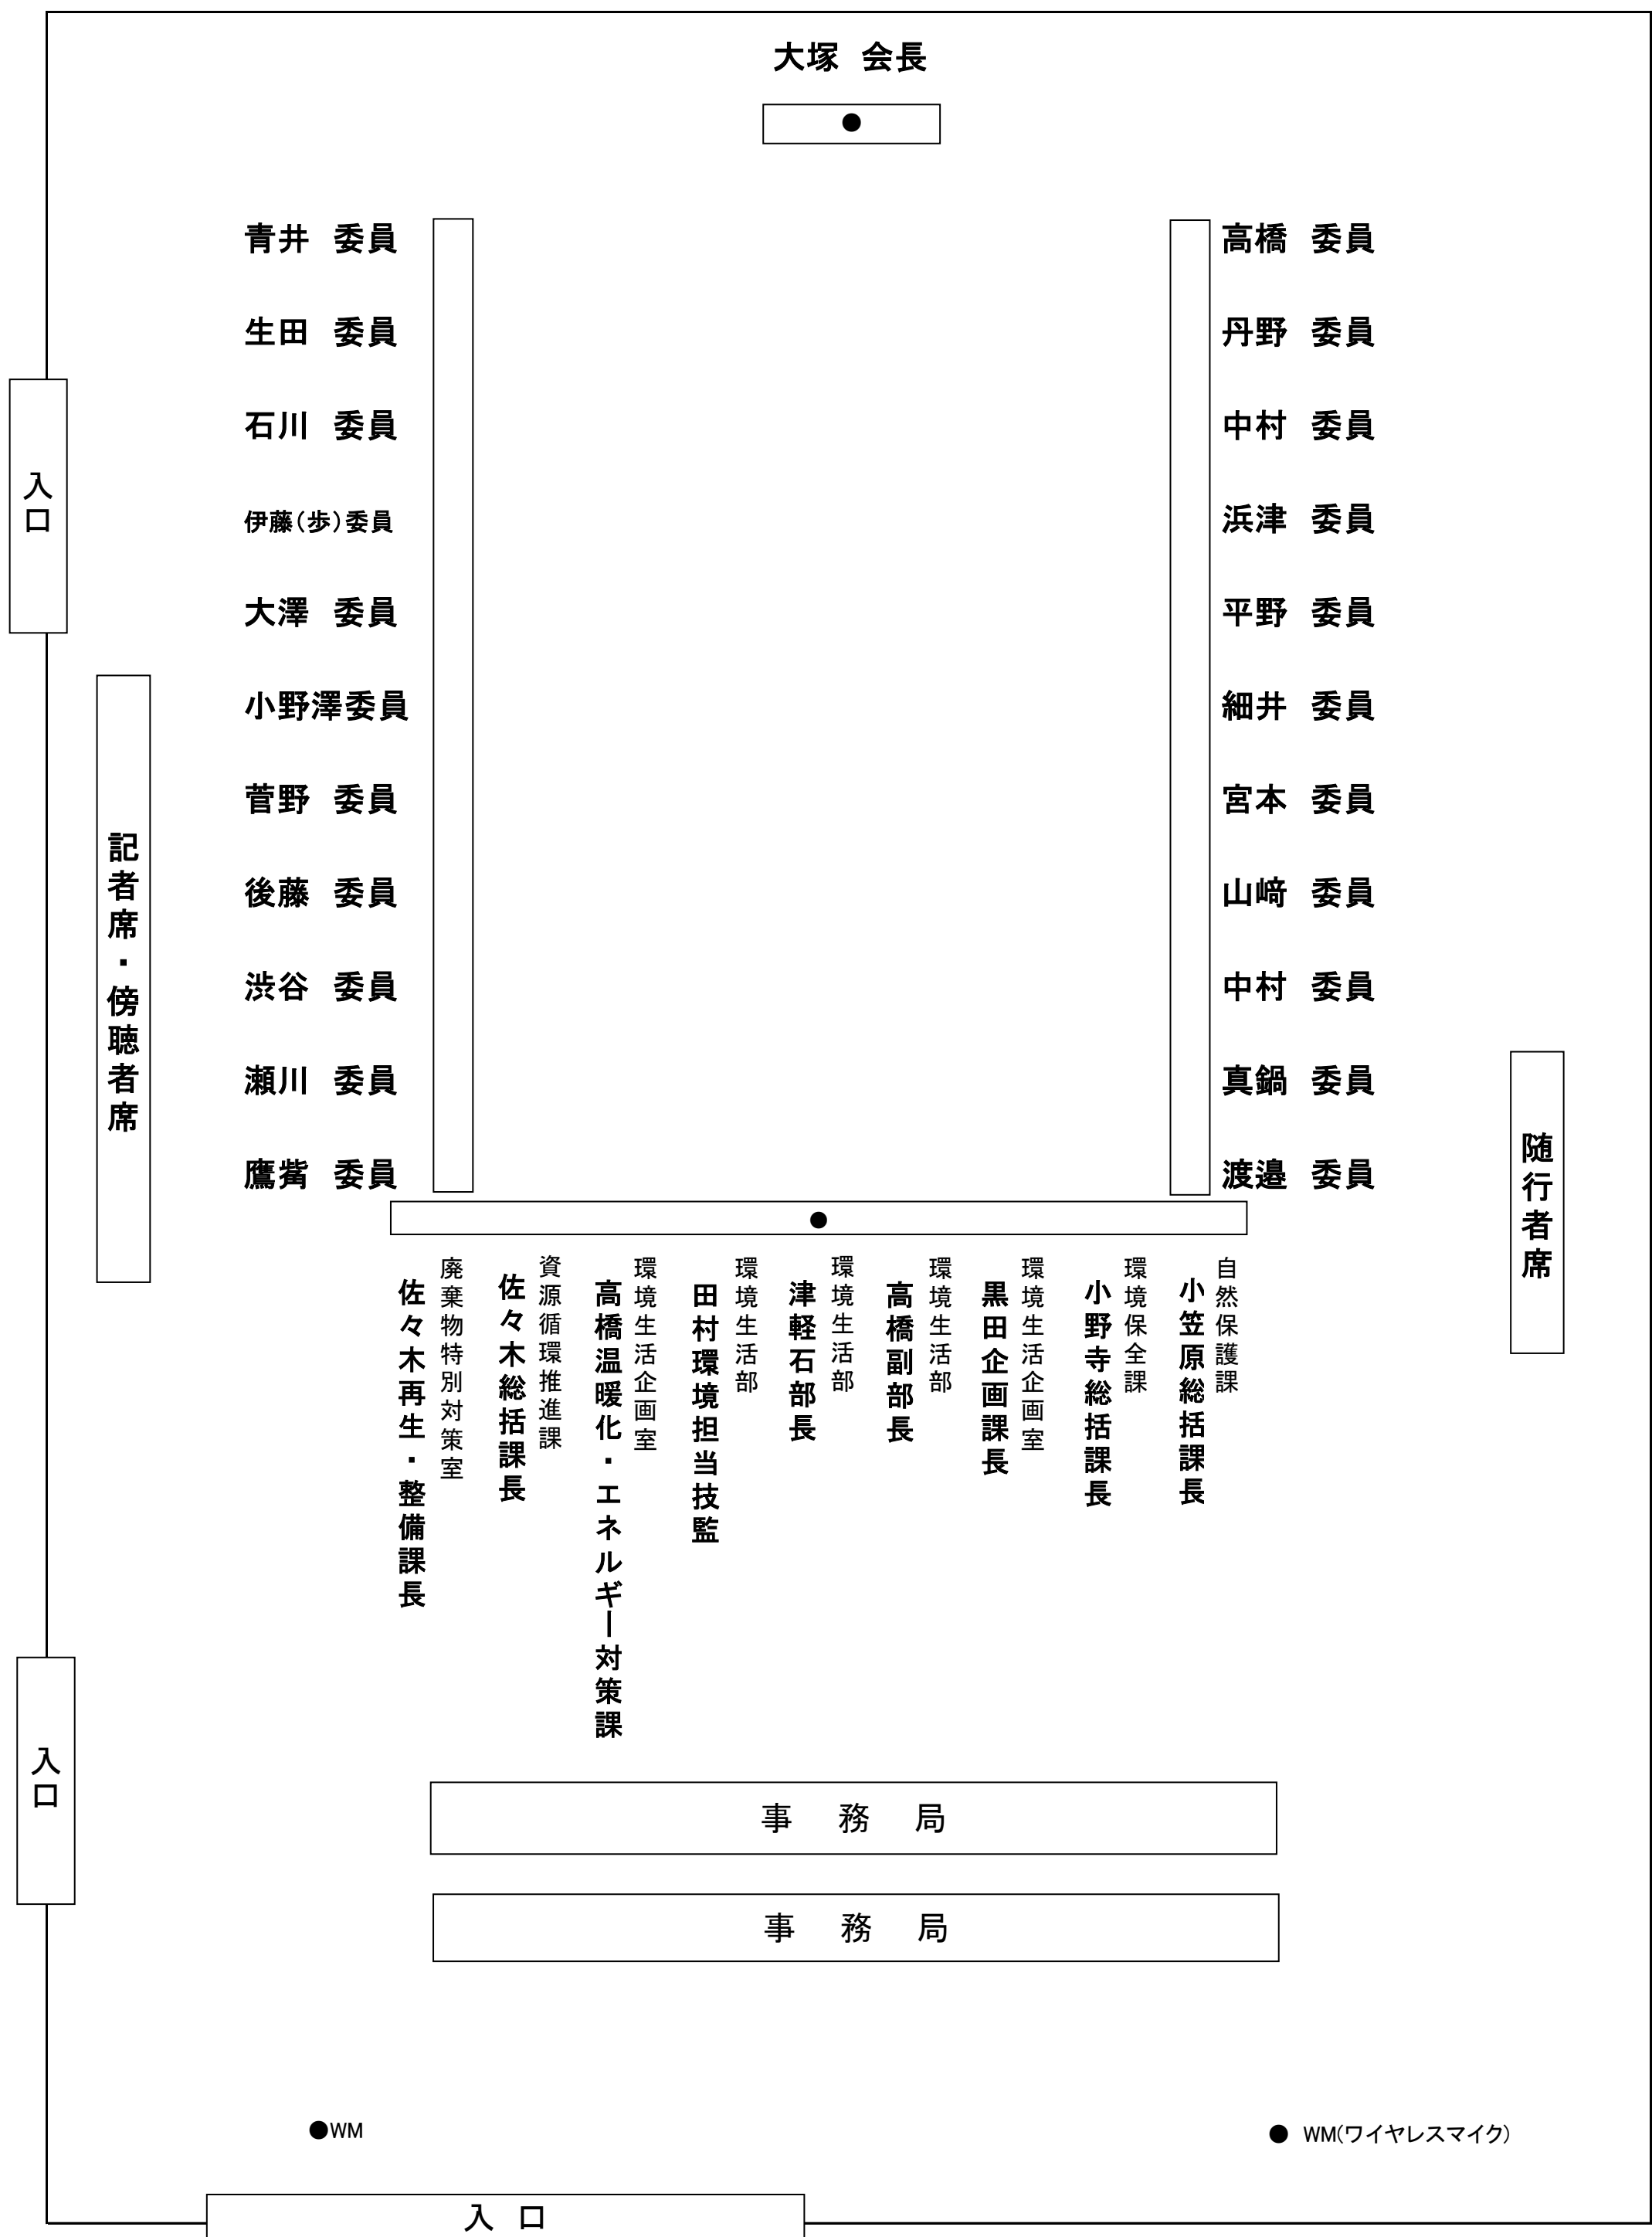 大塚 会長
青井 委員
生田 委員
石川 委員
伊藤(歩)委員
大澤 委員
小野澤委員
菅野 委員
後藤 委員
渋谷 委員
瀬川 委員
鷹觜 委員
高橋 委員
丹野 委員
中村 委員
浜津 委員
平野 委員
細井 委員
宮本 委員
山﨑 委員
中村 委員
真鍋 委員
渡邉 委員
入口
記者席・傍聴者席
随行者席
自然保護課
小笠原総括課長
環境保全課
小野寺総括課長
環境生活企画室
黒田企画課長
環境生活部
高橋副部長
環境生活部
津軽石部長
環境生活部
田村環境担当技監
環境生活企画室
高橋温暖化・エネルギー対策課
資源循環推進課
佐々木総括課長
廃棄物特別対策室
佐々木再生・整備課長
入口
事 務 局
事 務 局
●WM
● WM(ワイヤレスマイク)
入 口